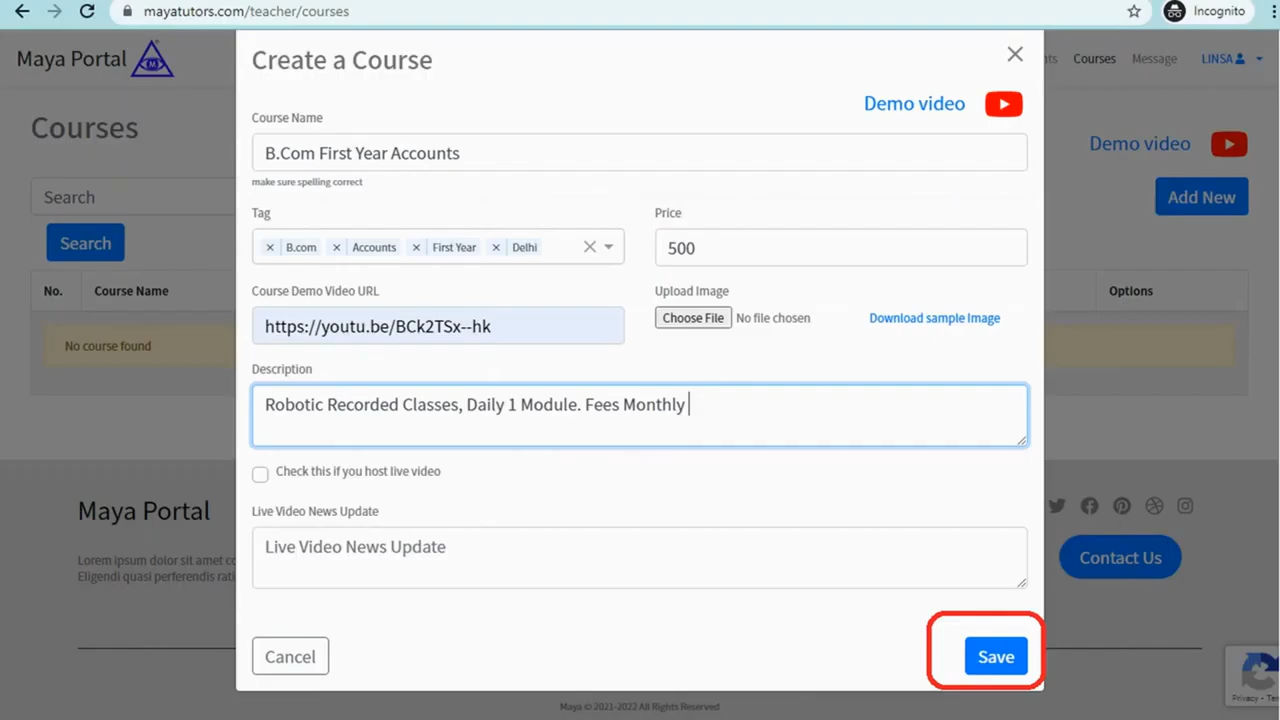 mayatutors.com/teacher/courses
Incognito
Maya Portal
Courses
Message
LINSA
Courses
Demo video
Search
Add New
Search
No.
Course Name
Options
No course found
Create a Course
Demo video
Course Name
B.Com First Year Accounts
make sure spelling correct
Tag
Price
× B.com × Accounts × First Year × Delhi
500
Course Demo Video URL
Upload Image
https://youtu.be/BCk2TSx--hk
Choose File No file chosen
Download sample Image
Description
Robotic Recorded Classes, Daily 1 Module. Fees Monthly
Check this if you host live video
Live Video News Update
Live Video News Update
Cancel
Save
Maya Portal
Lorem ipsum dolor sit amet
Eligendi quasi perferendis
Contact Us
Maya © 2021-2022 All Rights Reserved
Privacy